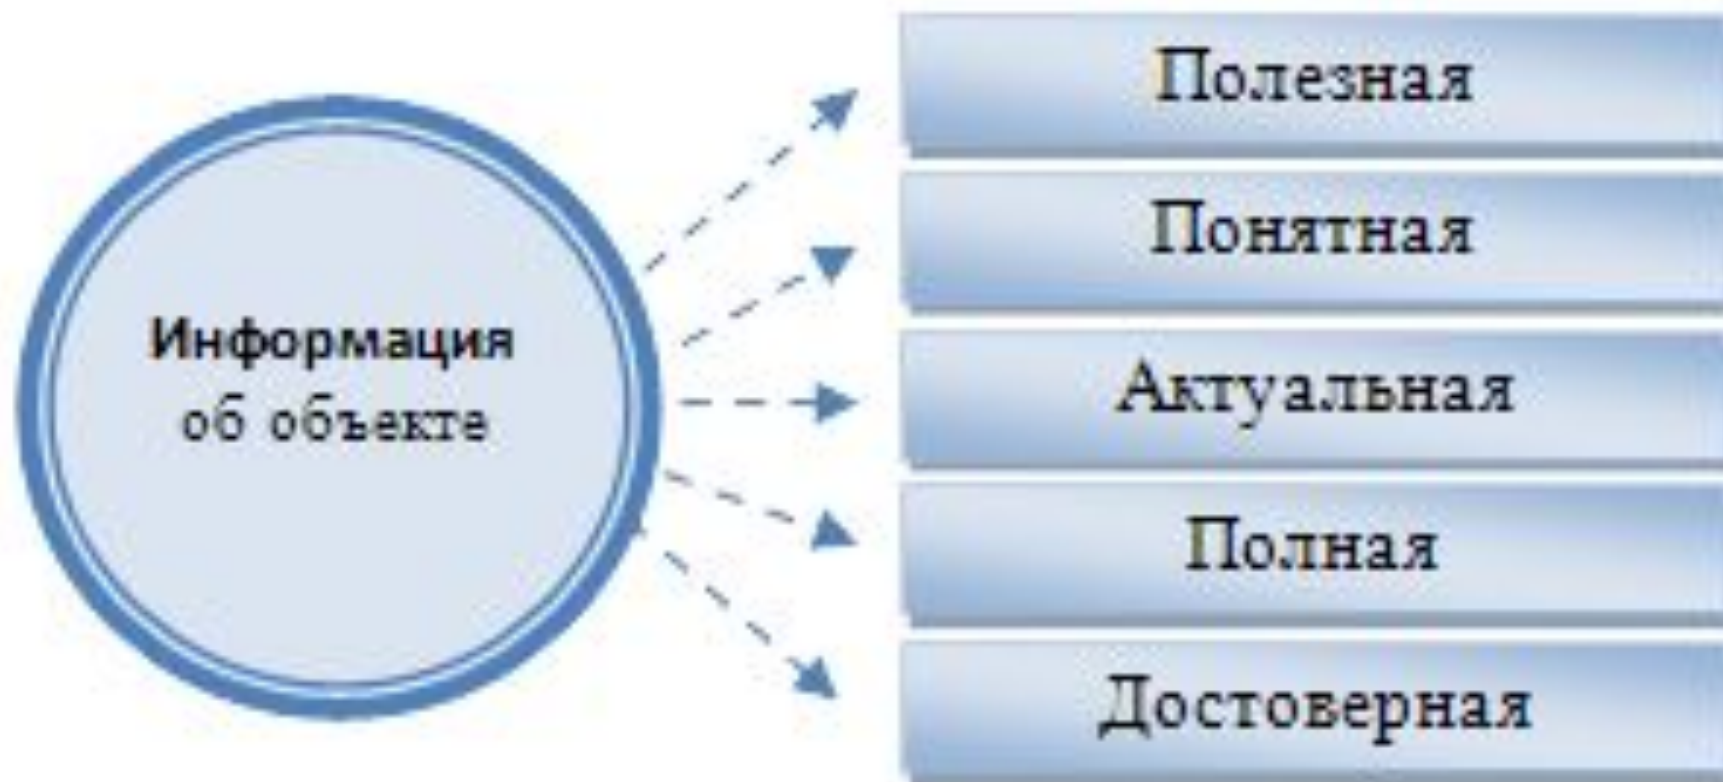 Информация
об объекте
Полезная
Понятная
Актуальная
Полная
Достоверная